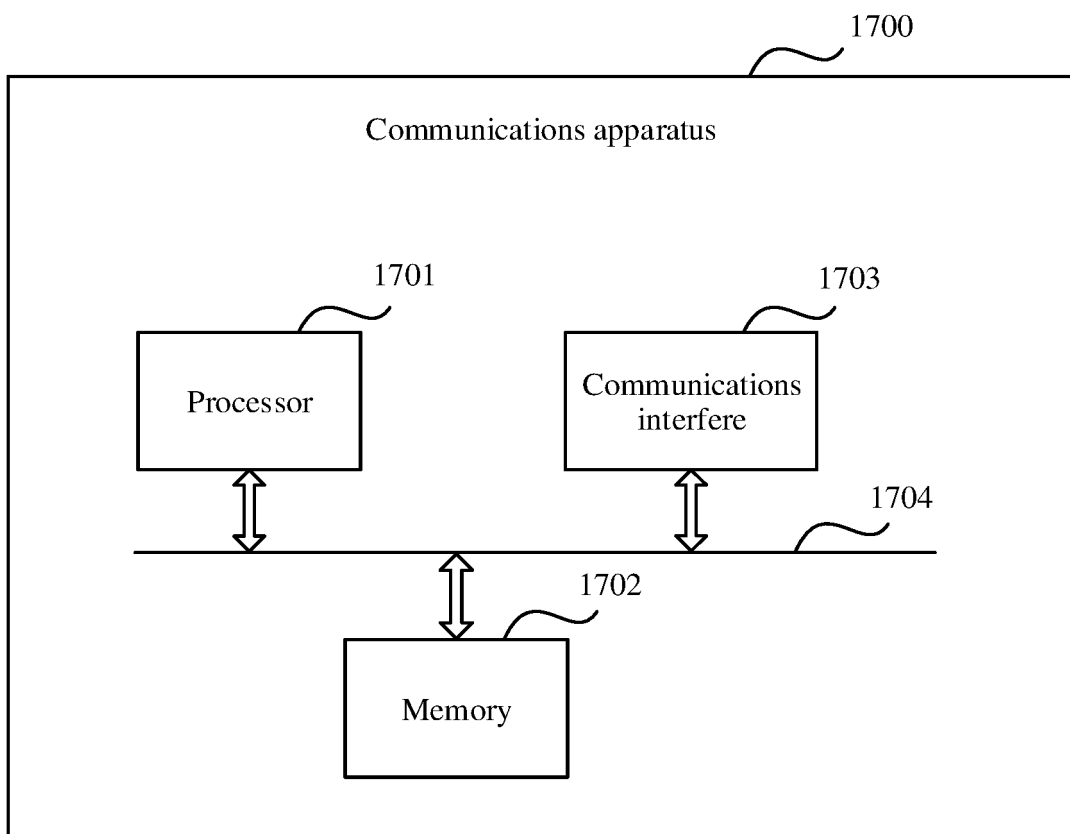 1700
Communications apparatus
1701
1703
Processor
Communications
interfere
1704
1702
Memory